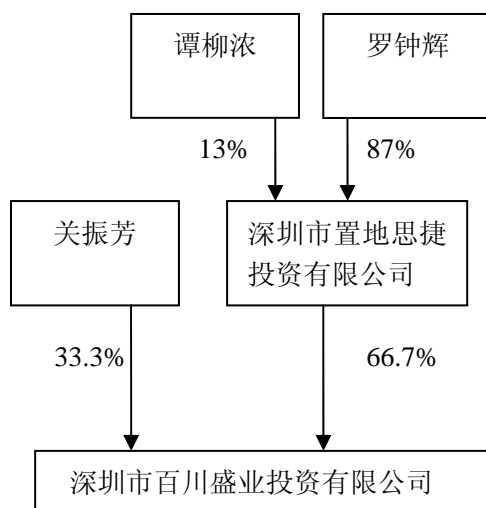 谭柳浓
罗钟辉
13%
87%
关振芳
深圳市置地思捷
投资有限公司
33.3%
66.7%
深圳市百川盛业投资有限公司